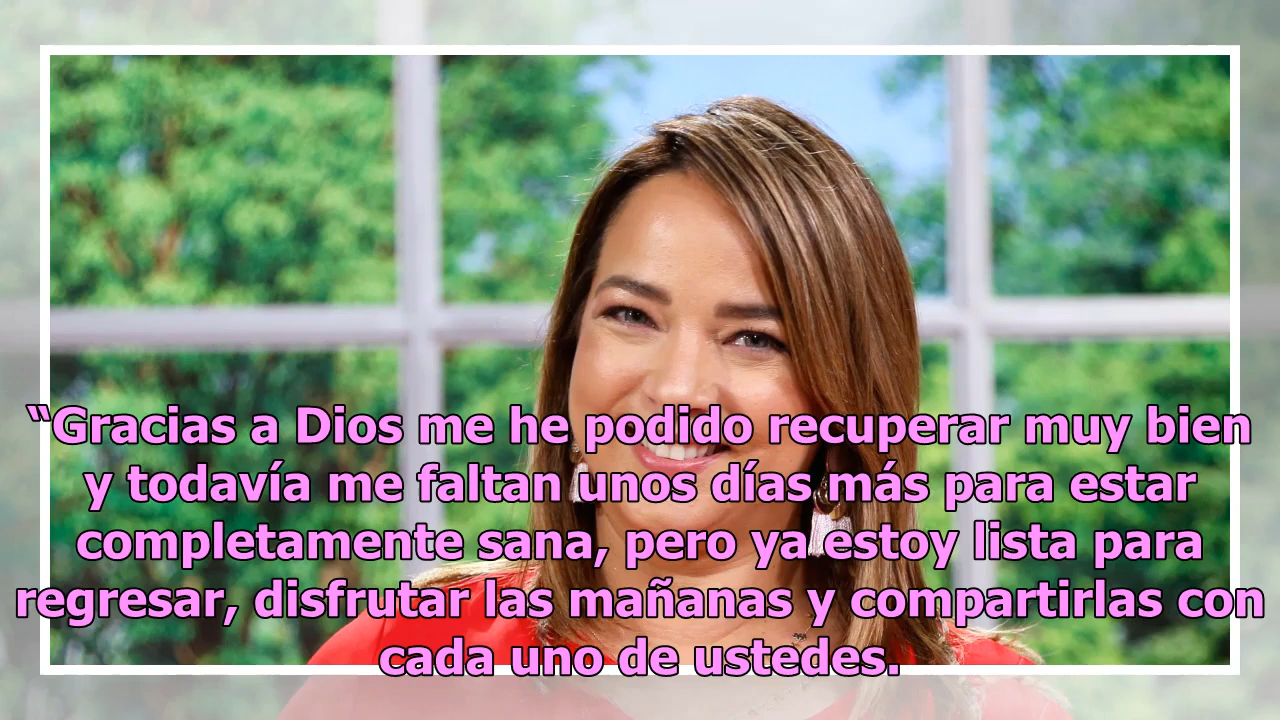 “Gracias a Dios me he podido recuperar muy bien
y todavía me faltan unos días más para estar
completamente sana, pero ya estoy lista para
regresar, disfrutar las mañanas y compartirlas con
cada uno de ustedes.